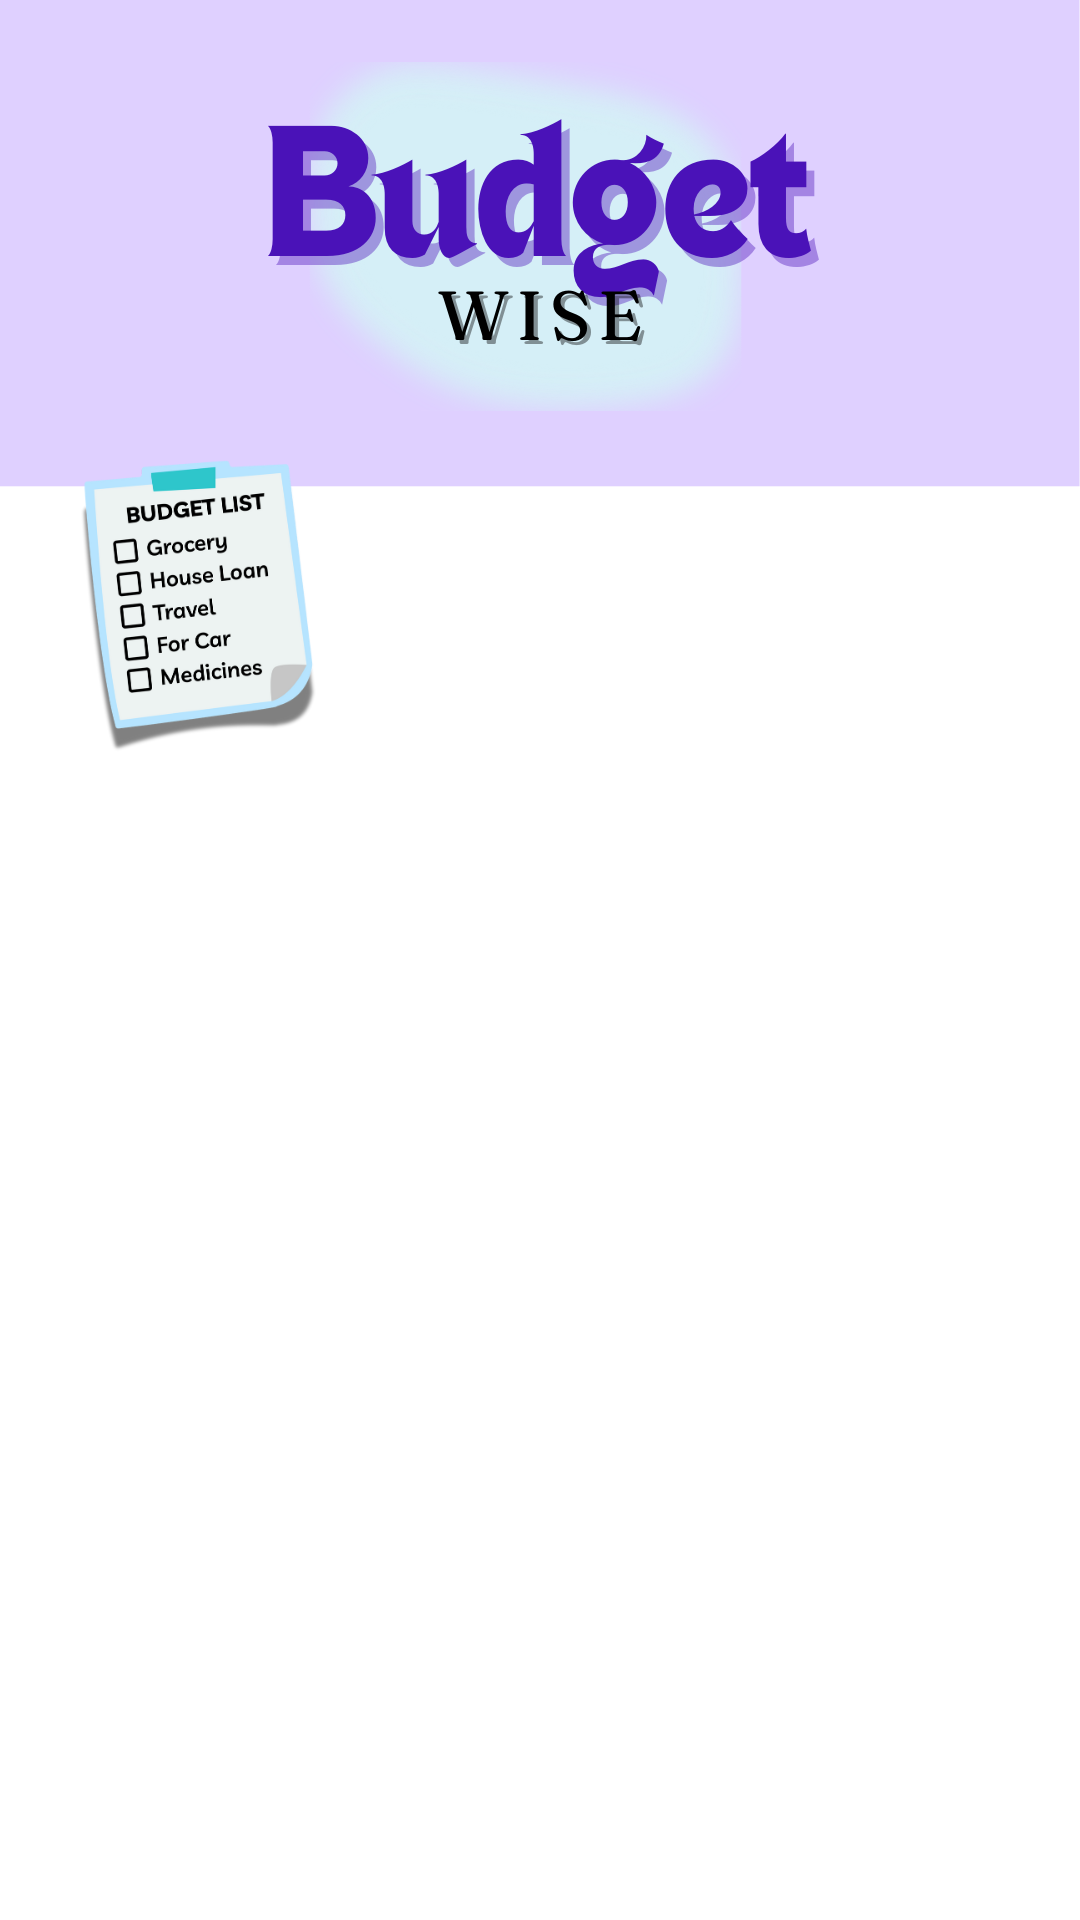 Budget
WISE
BUDGET LIST
Grocery
House Loan
Travel
For Car
Medicines